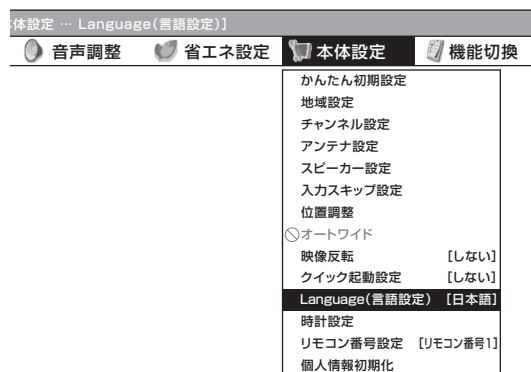 体設定 … Language(言語設定)]
音声調整 省エネ設定 本体設定 機能切換
かんたん初期設定
地域設定
チャンネル設定
アンテナ設定
スピーカー設定
入力スキップ設定
位置調整
オートワイド
映像反転 [しない]
クイック起動設定 [しない]
Language(言語設定) [日本語]
時計設定
リモコン番号設定 [リモコン番号1]
個人情報初期化